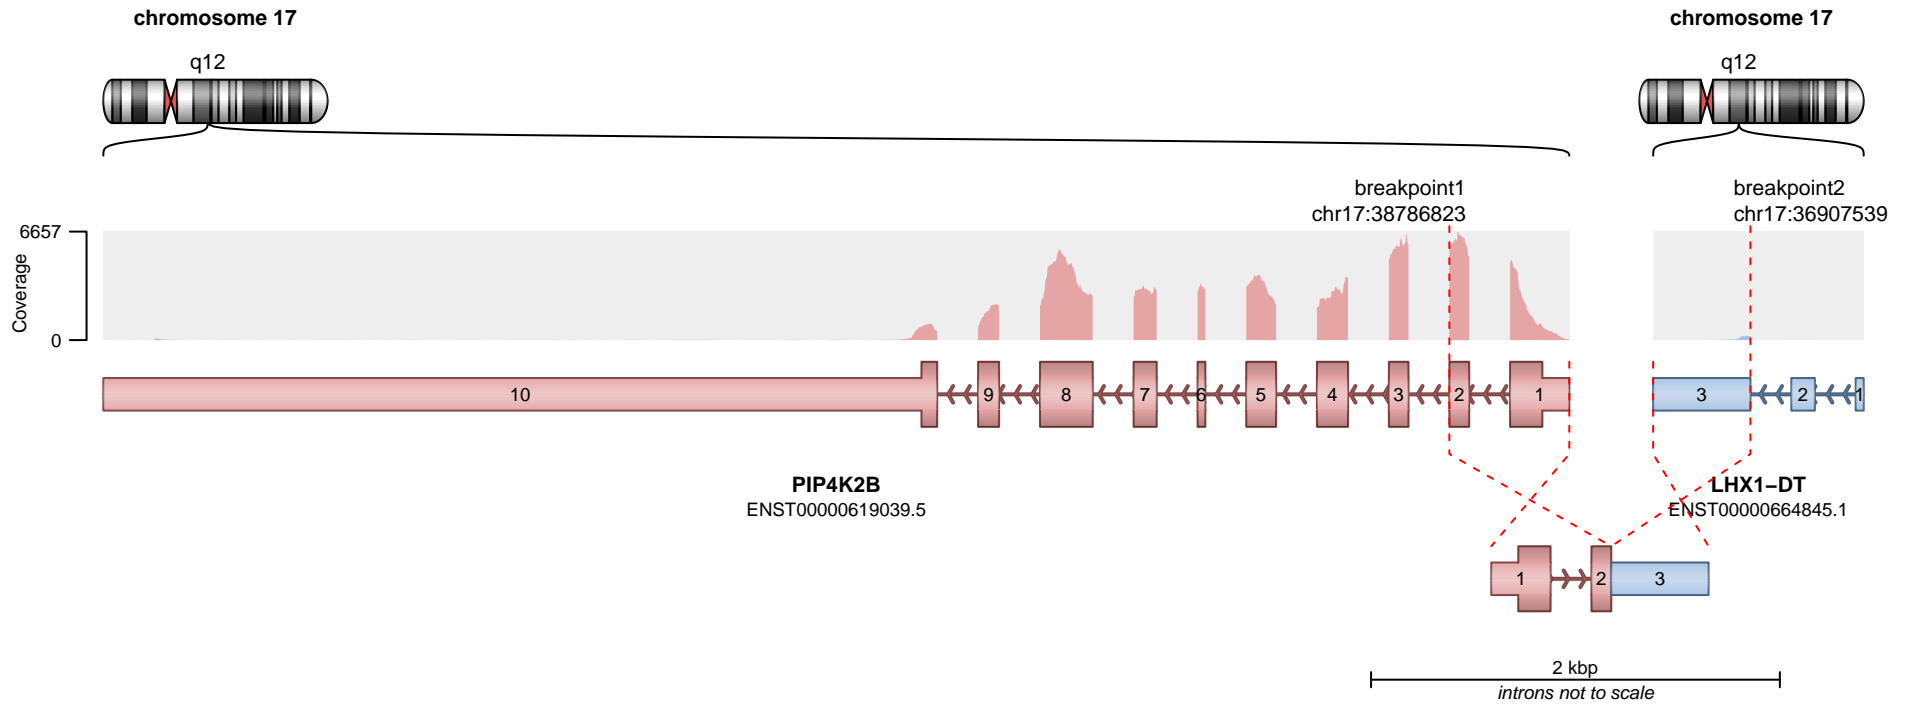 chromosome 17
chromosome 17
q12
q12
breakpoint1
chr17:38786823
breakpoint2
chr17:36907539
6657
0
Coverage
10
9
8
7
6
5
4
3
2
1
3
2
1
PIP4K2B
ENST00000619039.5
LHX1−DT
ENST00000664845.1
1
2
3
2 kbp
introns not to scale